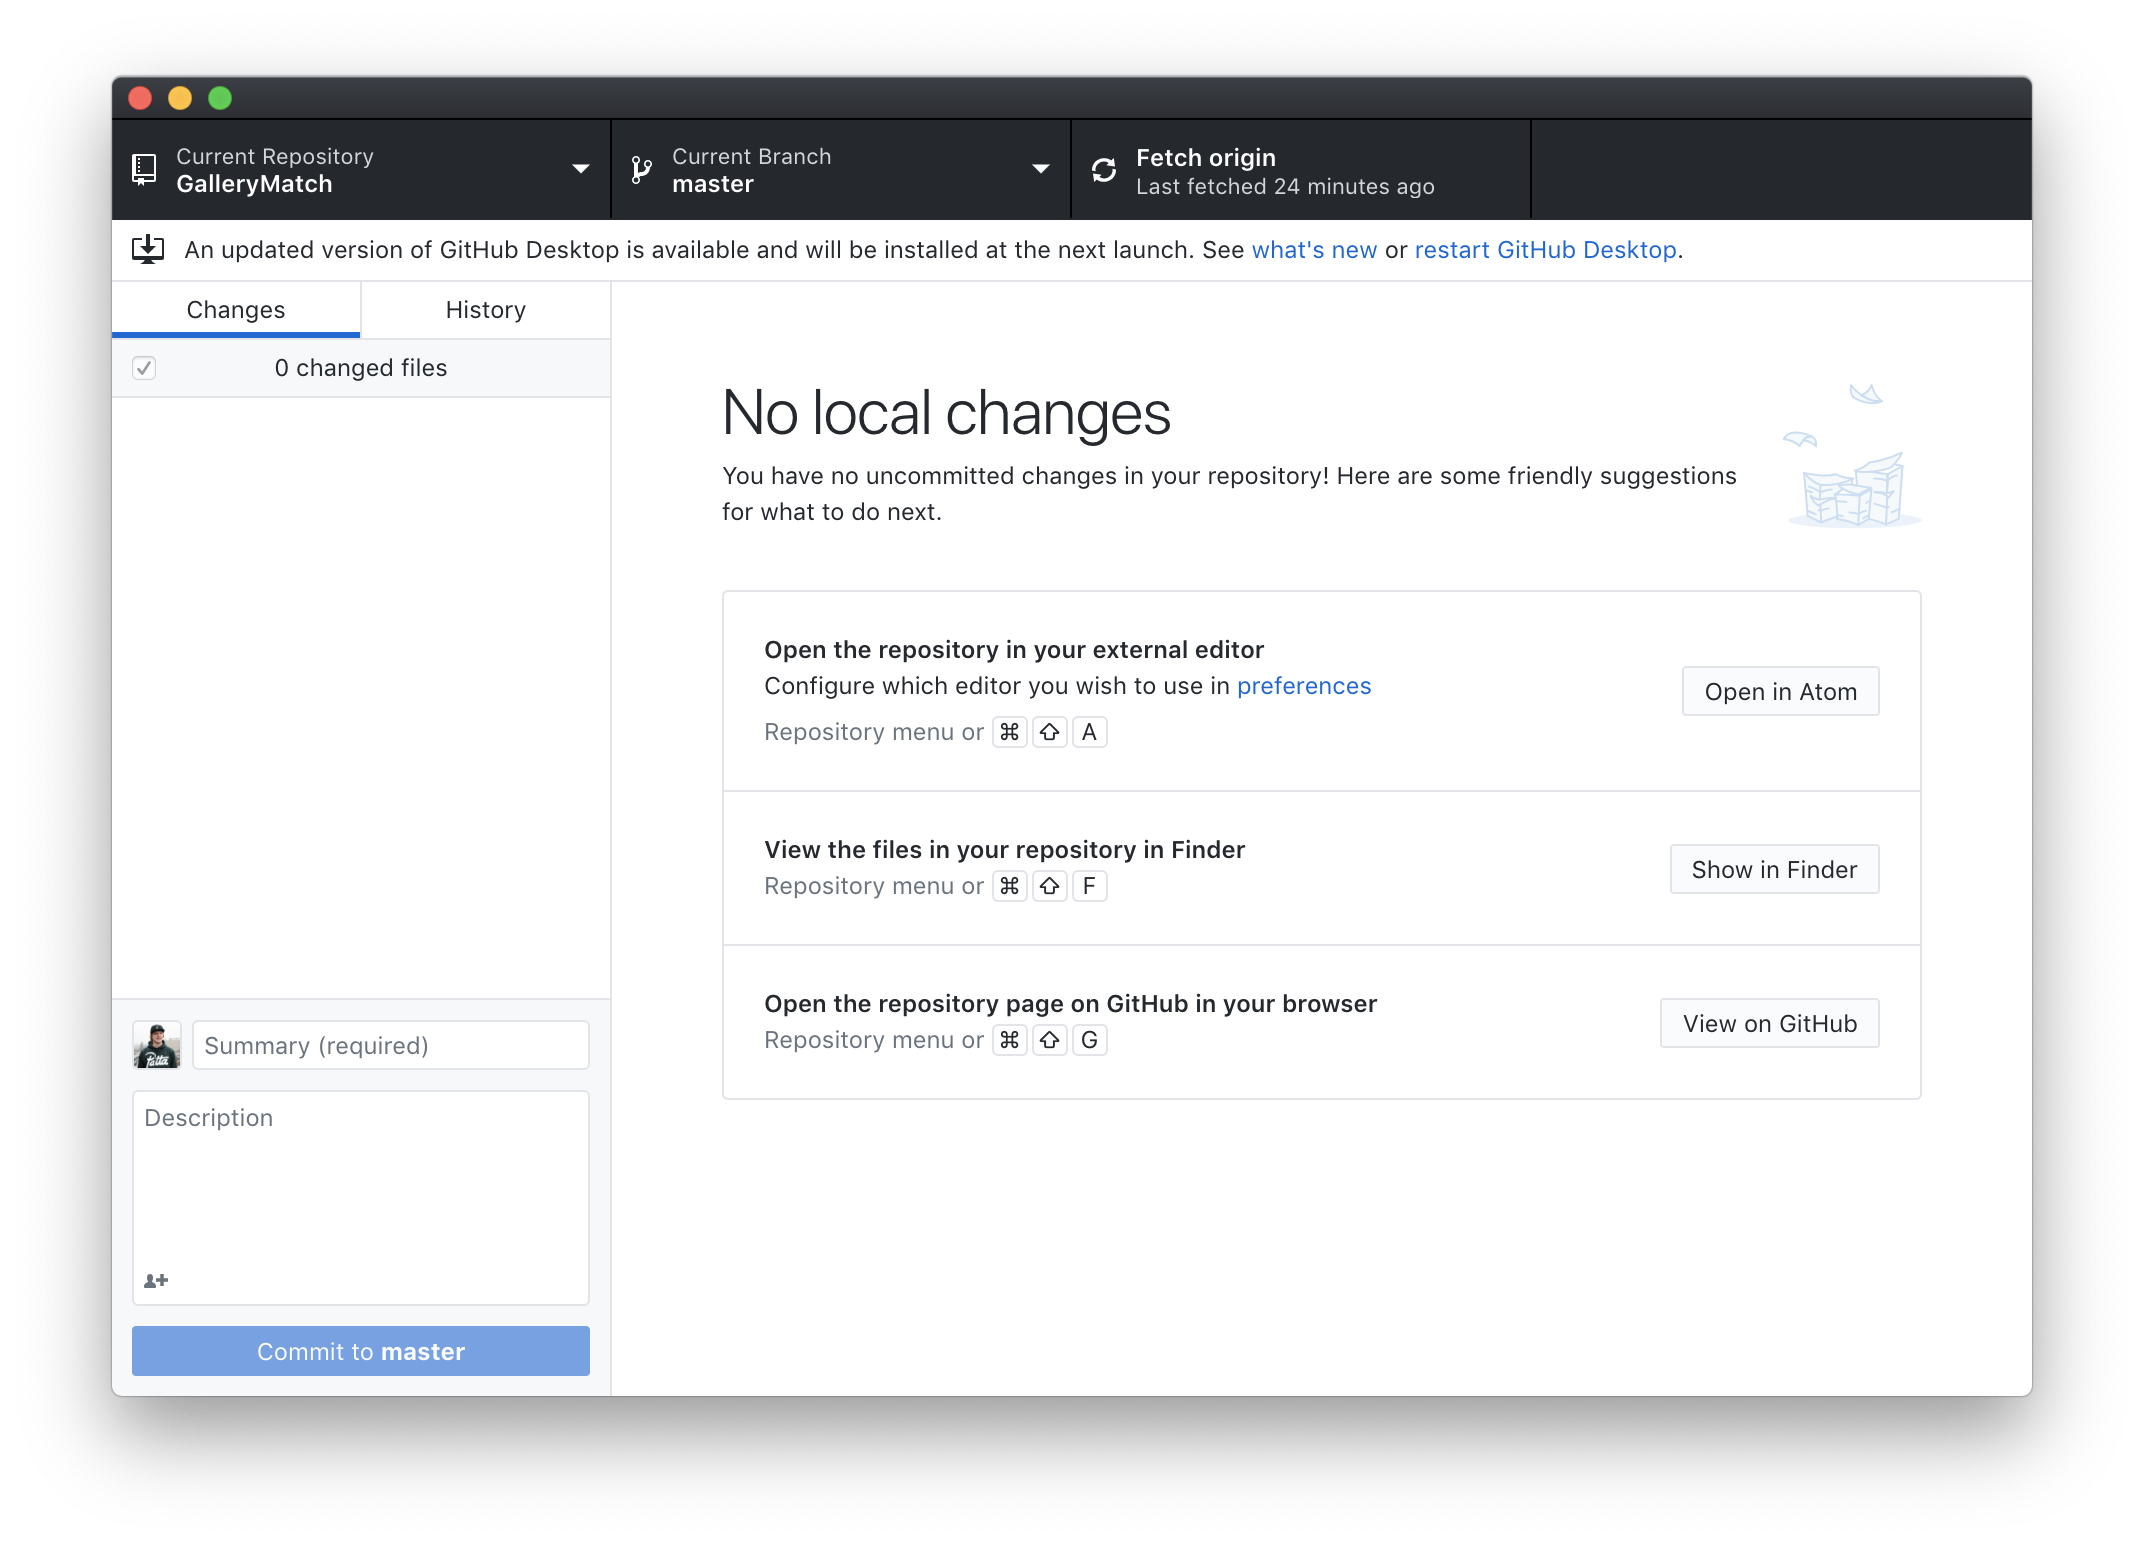 Current Repository
GalleryMatch
Current Branch
master
Fetch origin
Last fetched 24 minutes ago
An updated version of GitHub Desktop is available and will be installed at the next launch. See what's new or restart GitHub Desktop.
Changes
History
0 changed files
No local changes
You have no uncommitted changes in your repository! Here are some friendly suggestions
for what to do next.
Open the repository in your external editor
Configure which editor you wish to use in preferences
Repository menu or ⌘ ⇧ A
Open in Atom
View the files in your repository in Finder
Repository menu or ⌘ ⇧ F
Show in Finder
Open the repository page on GitHub in your browser
Repository menu or ⌘ ⇧ G
View on GitHub
Patta
Summary (required)
Description
Commit to master